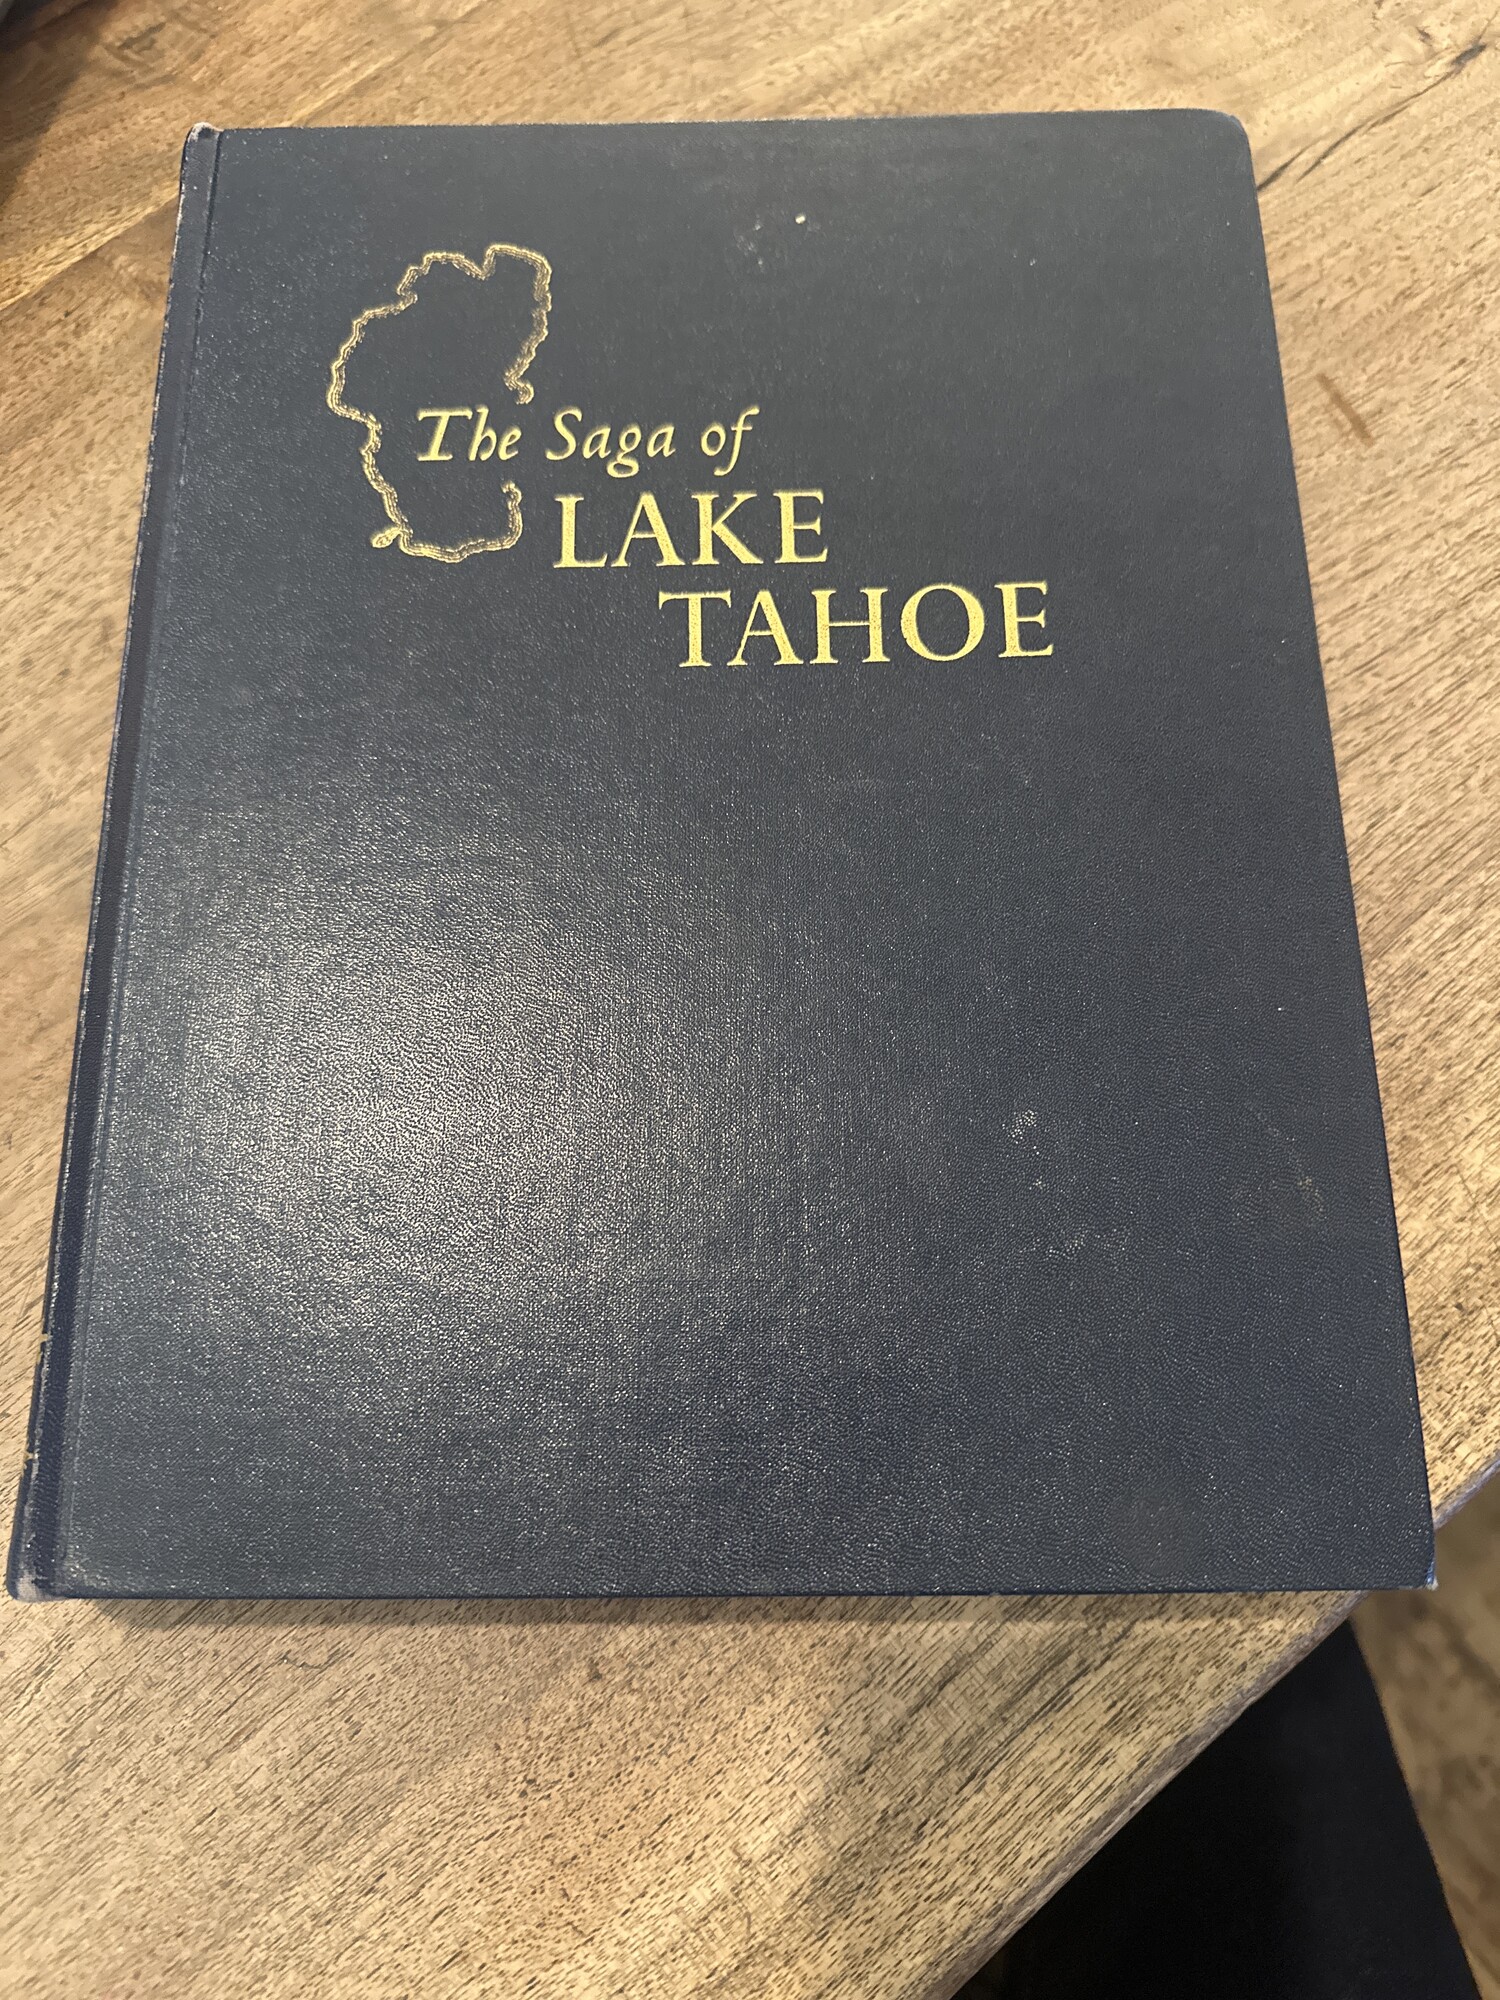 The Saga of
LAKE
TAHOE